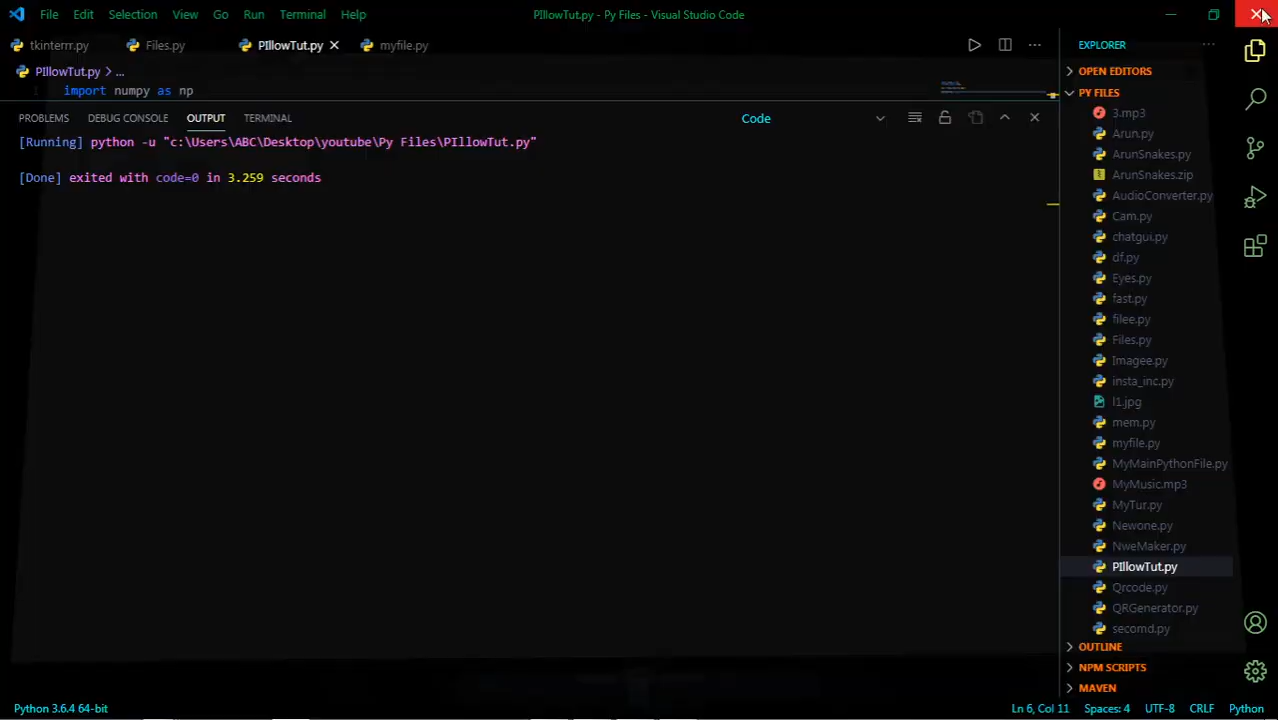 File Edit Selection View Go Run Terminal Help PIllowTut.py - Py Files - Visual Studio Code
tkinterrr.py Files.py PIllowTut.py myfile.py
PIllowTut.py > ...
1 import numpy as np
PROBLEMS DEBUG CONSOLE OUTPUT TERMINAL Code
[Running] python -u "c:\Users\ABC\Desktop\youtube\Py Files\PIllowTut.py"
[Done] exited with code=0 in 3.259 seconds
EXPLORER
OPEN EDITORS
PY FILES
3.mp3
Arun.py
ArunSnakes.py
ArunSnakes.zip
AudioConverter.py
Cam.py
chatgui.py
df.py
Eyes.py
fast.py
filee.py
Files.py
Imagee.py
insta_inc.py
l1.jpg
mem.py
myfile.py
MyMainPythonFile.py
MyMusic.mp3
MyTur.py
Newone.py
NweMaker.py
PIllowTut.py
Qrcode.py
QRGenerator.py
secomd.py
OUTLINE
NPM SCRIPTS
MAVEN
Python 3.6.4 64-bit Ln 6, Col 11 Spaces: 4 UTF-8 CRLF Python